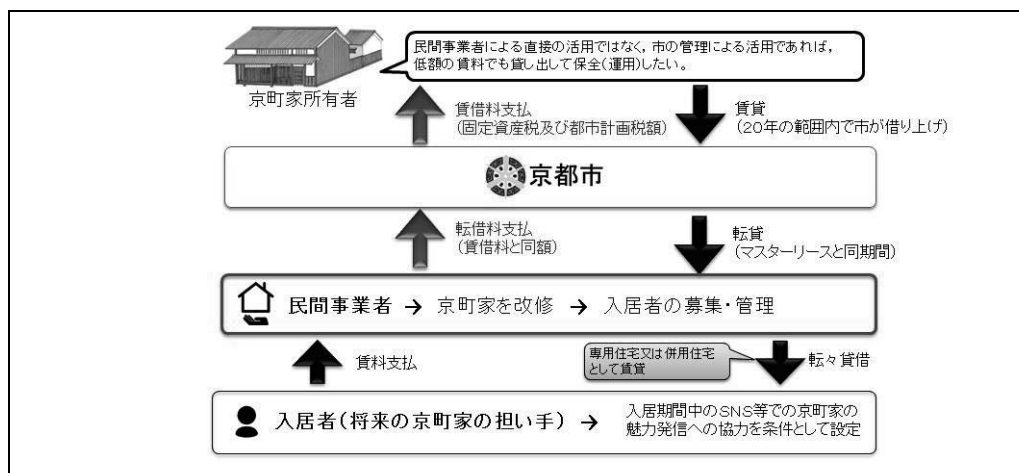 民間事業者による直接の活用ではなく，市の管理による活用であれば，
低額の賃料でも貸し出して保全（運用）したい。
京町家所有者
賃借料支払
（固定資産税及び都市計画税額）
賃貸
（20年の範囲内で市が借り上げ）
京都市
転借料支払
（賃借料と同額）
転貸
（マスターリースと同期間）
民間事業者 → 京町家を改修 → 入居者の募集・管理
賃料支払
専用住宅又は併用住宅
として賃貸
転々貸借
入居者（将来の京町家の担い手） →
入居期間中のSNS等での京町家の
魅力発信への協力を条件として設定